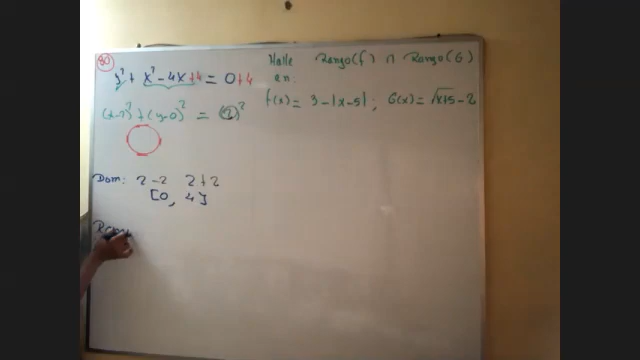 80
y² + x² - 4x + 4 = 0 + 4
(x-2)² + (y-0)² = (2)²
Dom: 2-2 2+2
[0, 4]
Rang
Halle Rango(f) ∩ Rango(G)
en:
f(x) = 3 - |x-5| ; G(x) = √x+5 - 2